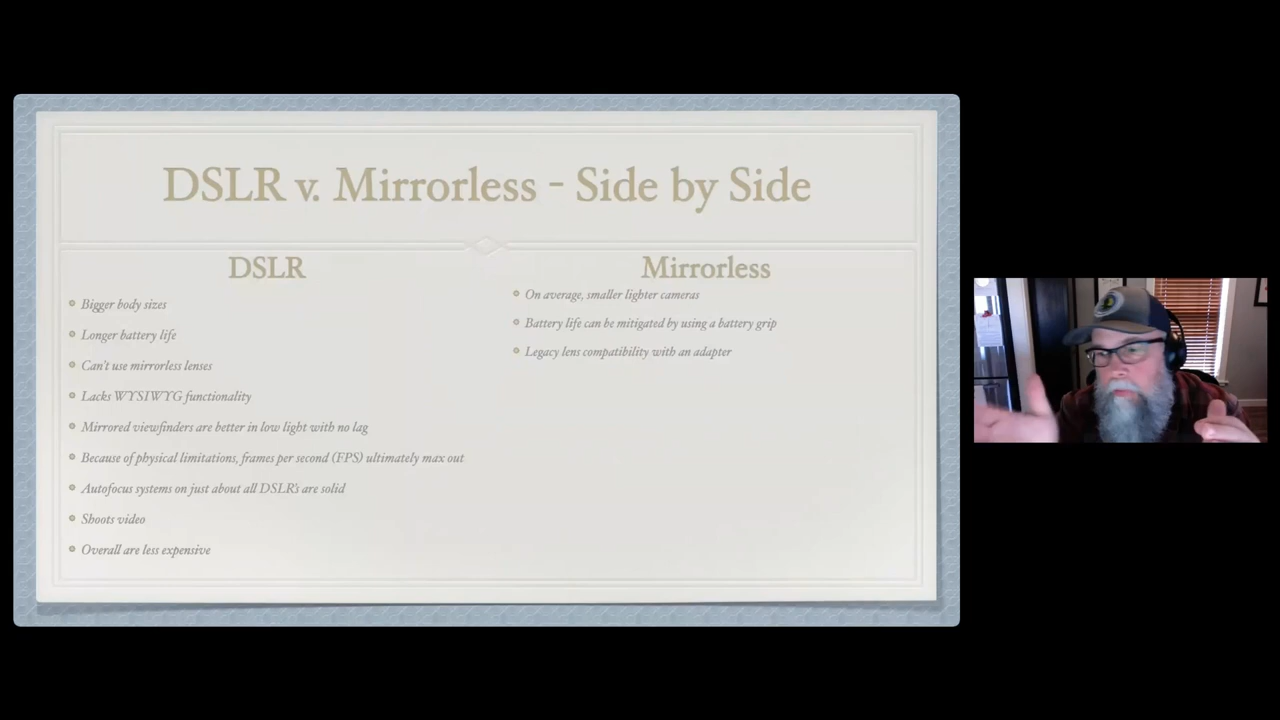 DSLR v. Mirrorless - Side by Side
DSLR
Bigger body sizes
Longer battery life
Can't use mirrorless lenses
Lacks WYSIWYG functionality
Mirrored viewfinders are better in low light with no lag
Because of physical limitations, frames per second (FPS) ultimately max out
Autofocus systems on just about all DSLR's are solid
Shoots video
Overall are less expensive
Mirrorless
On average, smaller lighter cameras
Battery life can be mitigated by using a battery grip
Legacy lens compatibility with an adapter